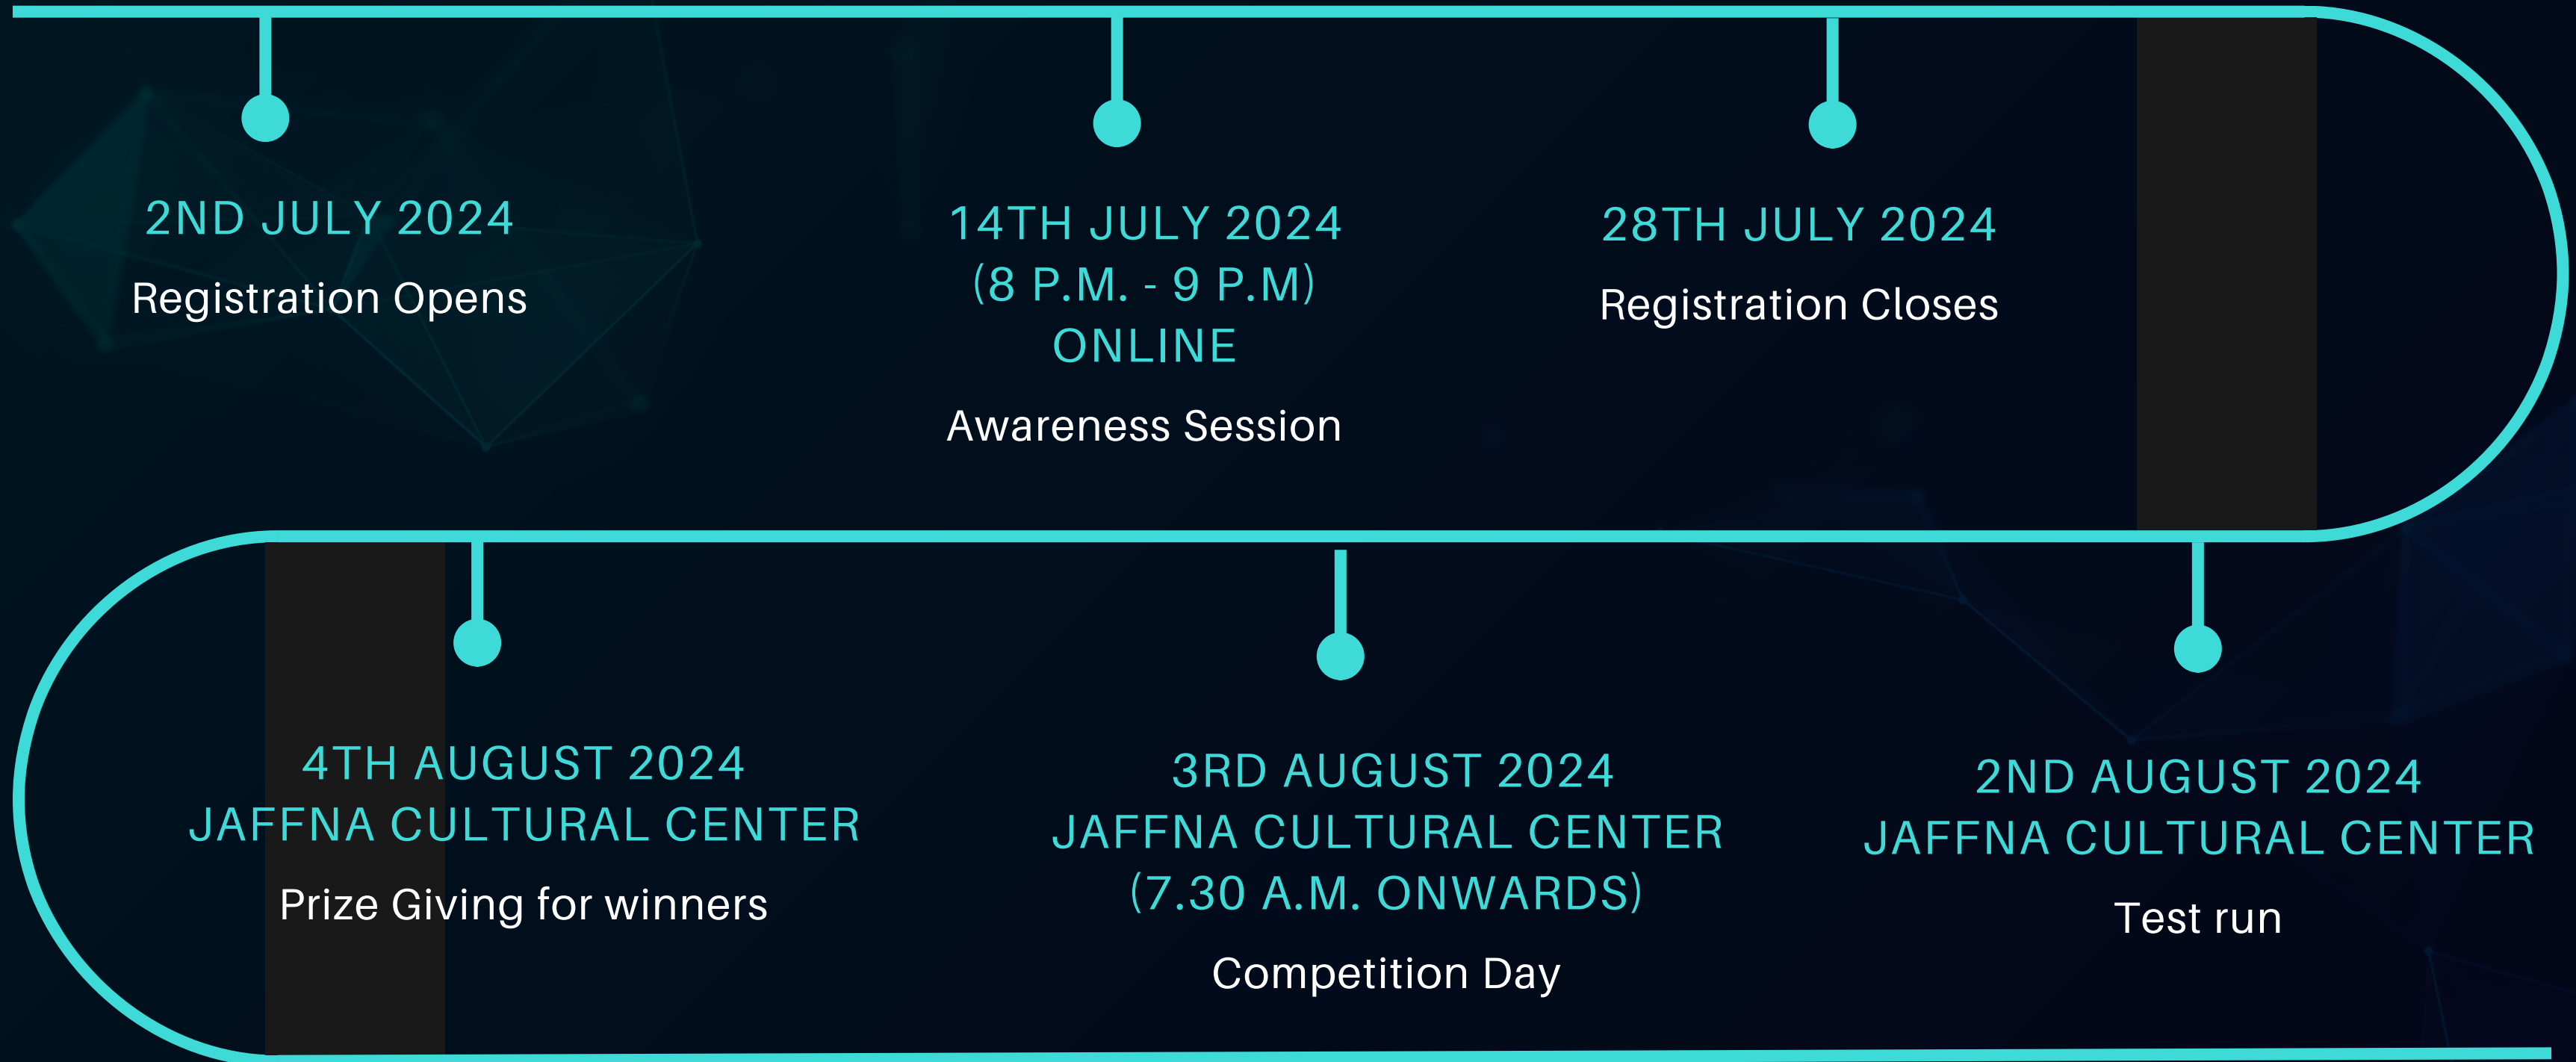 2ND JULY 2024
Registration Opens
14TH JULY 2024
(8 P.M. - 9 P.M)
ONLINE
Awareness Session
28TH JULY 2024
Registration Closes
4TH AUGUST 2024
JAFFNA CULTURAL CENTER
Prize Giving for winners
3RD AUGUST 2024
JAFFNA CULTURAL CENTER
(7.30 A.M. ONWARDS)
Competition Day
2ND AUGUST 2024
JAFFNA CULTURAL CENTER
Test run